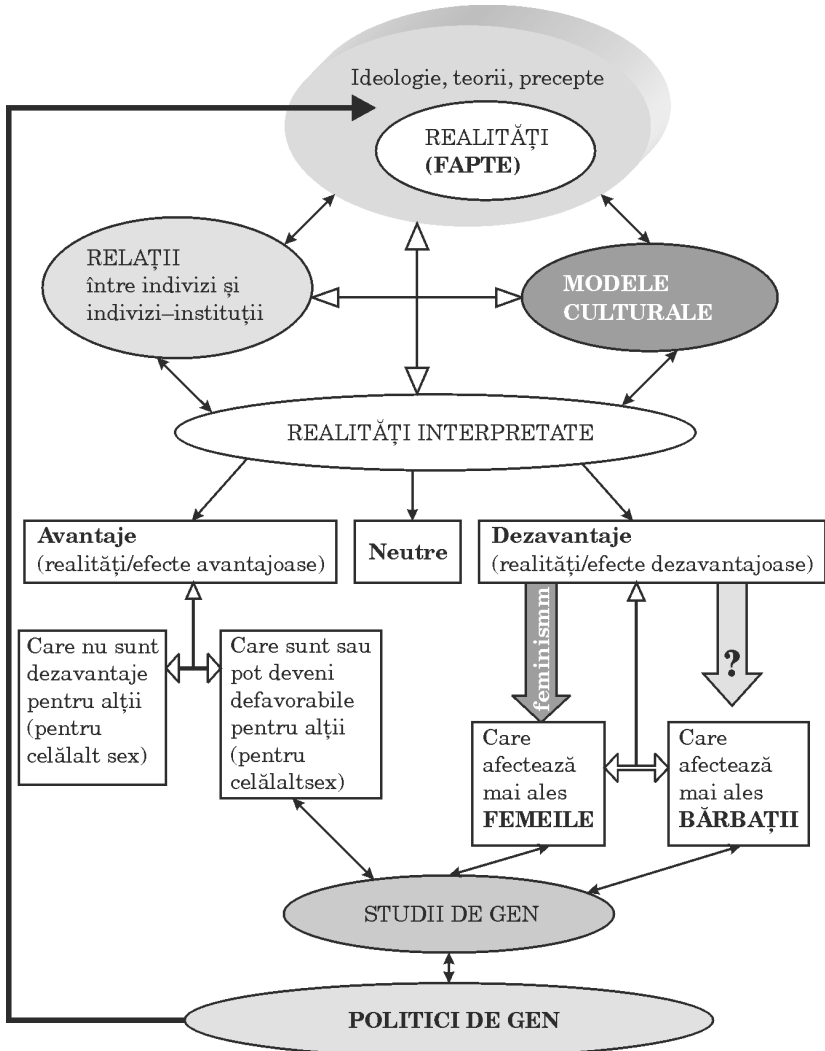 Ideologie, teorii, precepte
REALITĂȚI
(FAPTE)
RELAȚII
între indivizi și
indivizi–instituții
MODELE
CULTURALE
REALITĂȚI INTERPRETATE
Avantaje
(realități/efecte avantajoase)
Neutre
Dezavantaje
(realități/efecte dezavantajoase)
Care nu sunt
dezavantaje
pentru alții
(pentru
celălalt sex)
Care sunt sau
pot deveni
defavorabile
pentru alții
(pentru
celălaltsex)
feminismm
?
Care
afectează
mai ales
FEMEILE
Care
afectează
mai ales
BĂRBAȚII
STUDII DE GEN
POLITICI DE GEN